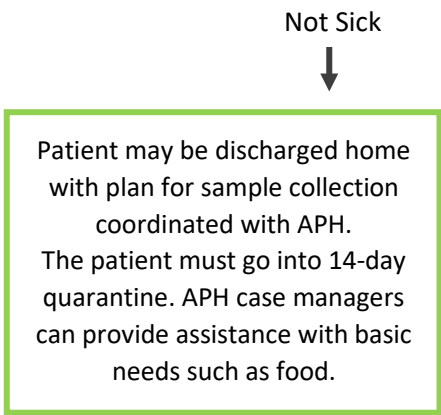 Not Sick
Patient may be discharged home
with plan for sample collection
coordinated with APH.
The patient must go into 14-day
quarantine. APH case managers
can provide assistance with basic
needs such as food.